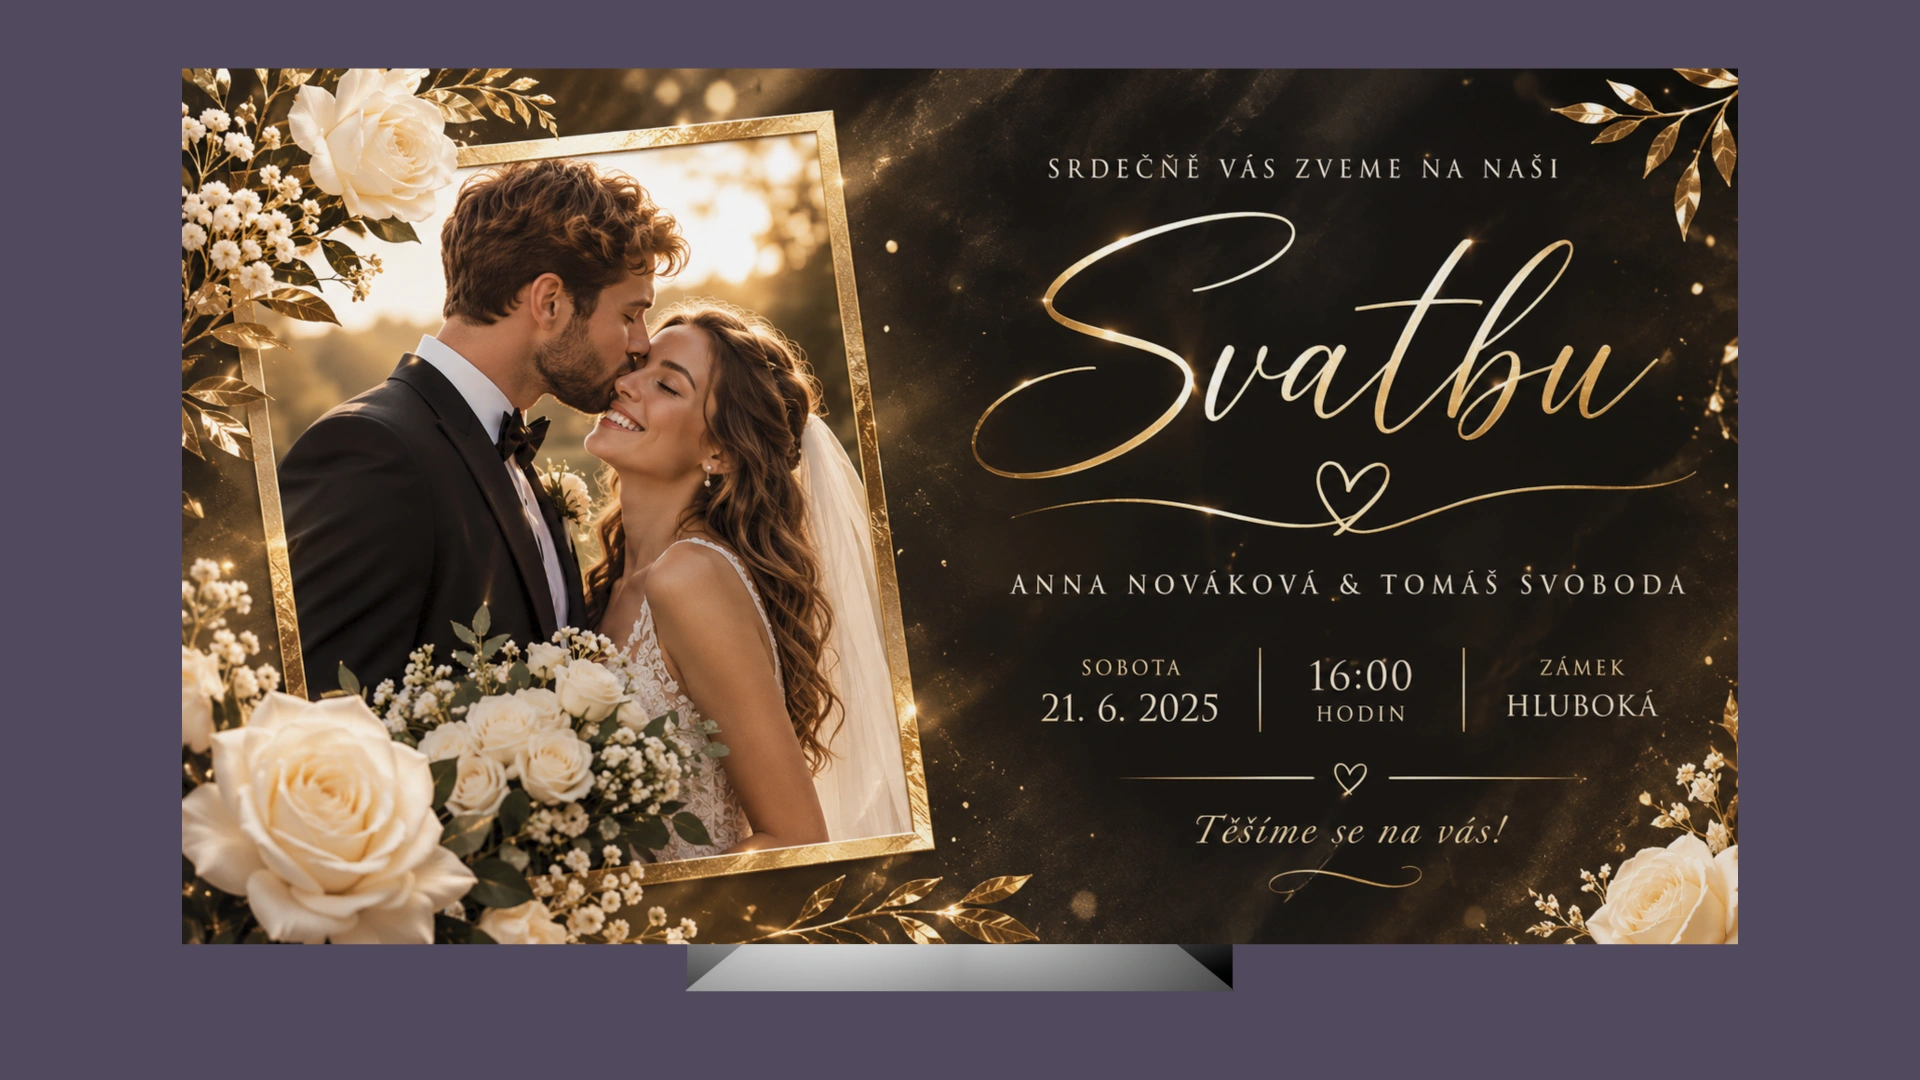 SRDEČŇĚ VÁS ZVEME NA NAŠI
Svatbu
ANNA NOVÁKOVÁ & TOMÁŠ SVOBODA
SOBOTA
21. 6. 2025
16:00
HODIN
ZÁMEK
HLUBOKÁ
Těšíme se na vás!